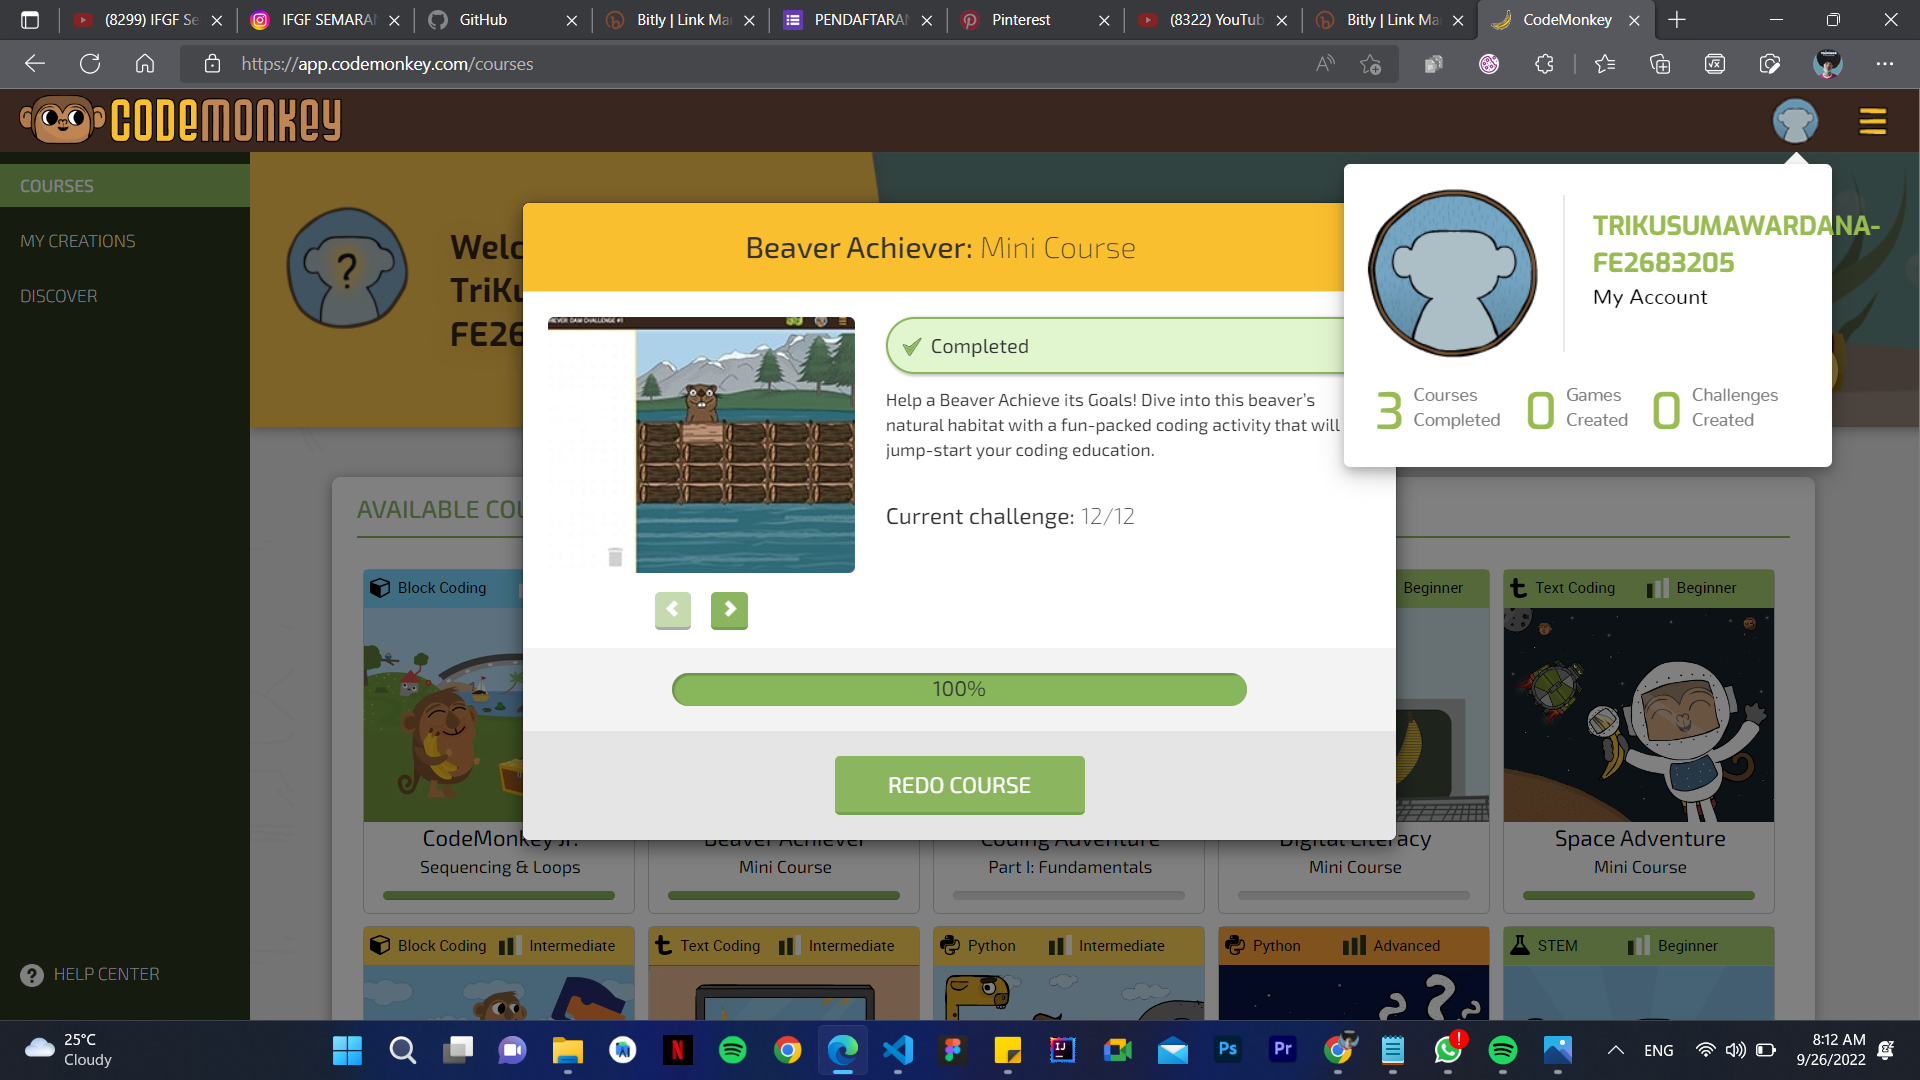 (8299) IFGF Se
IFGF SEMARAN
GitHub
Bitly | Link Ma
PENDAFTARAN
Pinterest
(8322) YouTub
Bitly | Link Ma
CodeMonkey
https://app.codemonkey.com/courses
CODEMONKEY
COURSES
MY CREATIONS
DISCOVER
HELP CENTER
Welc
TriKu
FE26
?
TRIKUSUMAWARDANA-
FE2683205
My Account
3 Courses Completed
0 Games Created
0 Challenges Created
Beaver Achiever: Mini Course
Completed
Help a Beaver Achieve its Goals! Dive into this beaver's
natural habitat with a fun-packed coding activity that will
jump-start your coding education.
Current challenge: 12/12
100%
REDO COURSE
AVAILABLE COU
Block Coding
Beginner
Text Coding Beginner
CodeMonkey Jr.
Sequencing & Loops
Beaver Achiever
Mini Course
Coding Adventure
Part I: Fundamentals
Digital Literacy
Mini Course
Space Adventure
Mini Course
Block Coding Intermediate
Text Coding Intermediate
Python Intermediate
Python Advanced
STEM Beginner
25°C
Cloudy
Ps
Pr
ENG
8:12 AM
9/26/2022